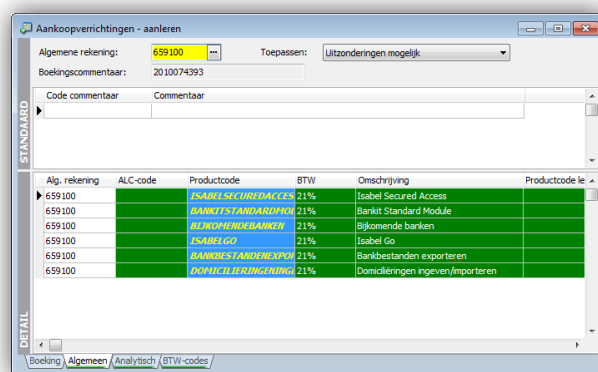 Aankoopverrichtingen - aanleren
Algemene rekening: 659100 ... Toepassen: Uitzonderingen mogelijk
Boekingscommentaar: 2010074393
STANDAARD
Code commentaar Commentaar
DETAIL
Alg. rekening ALC-code Productcode BTW Omschrijving Productcode le
659100 ISABELSECUREDACCES 21% Isabel Secured Access
659100 BANKITSTANDARDMOL 21% Bankit Standard Module
659100 BIJKOMENDEBANKEN 21% Bijkomende banken
659100 ISABELGO 21% Isabel Go
659100 BANKBESTANDENEXPOI 21% Bankbestanden exporteren
659100 DOMICILIERINGENINGI 21% Domiciliëringen ingeven/importeren
Boeking Algemeen Analytisch BTW-codes